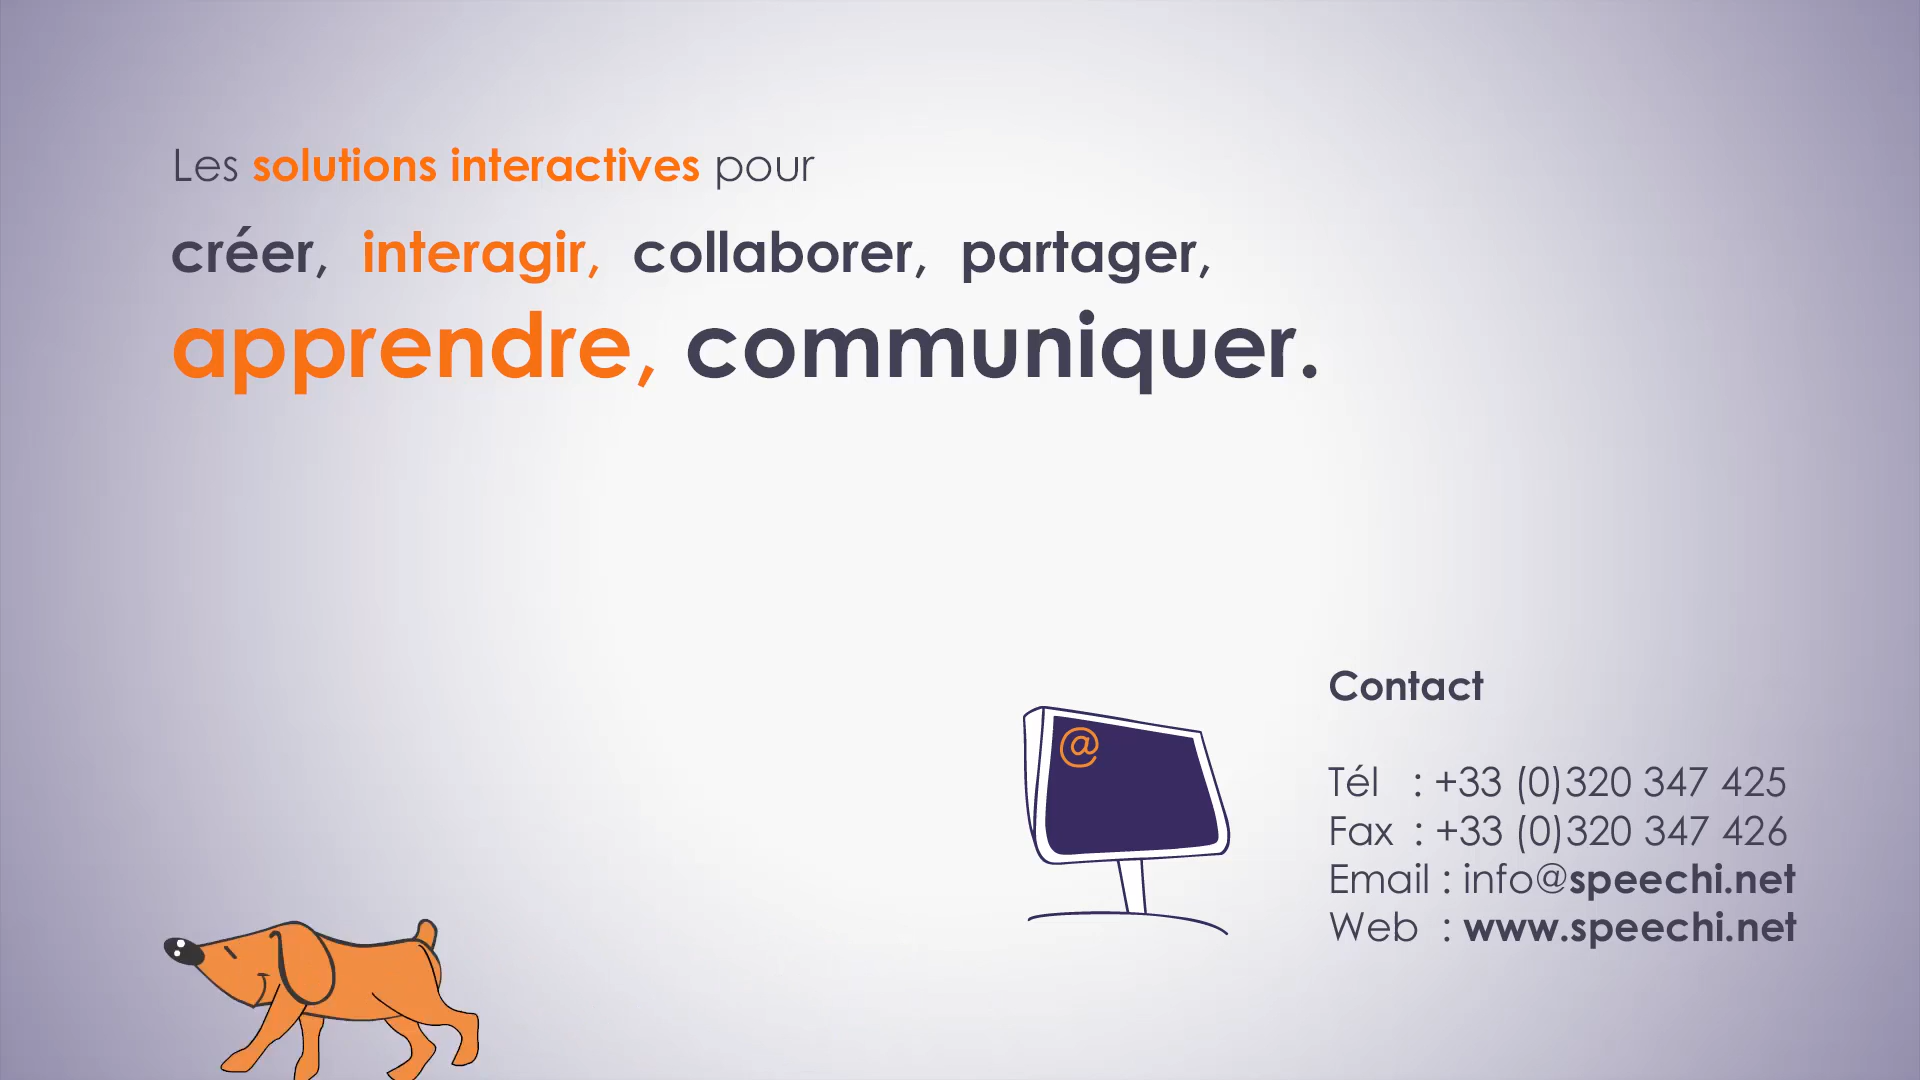 Les solutions interactives pour
créer, interagir, collaborer, partager,
apprendre, communiquer.
@
Contact
Tél : +33 (0)320 347 425
Fax : +33 (0)320 347 426
Email : info@speechi.net
Web : www.speechi.net